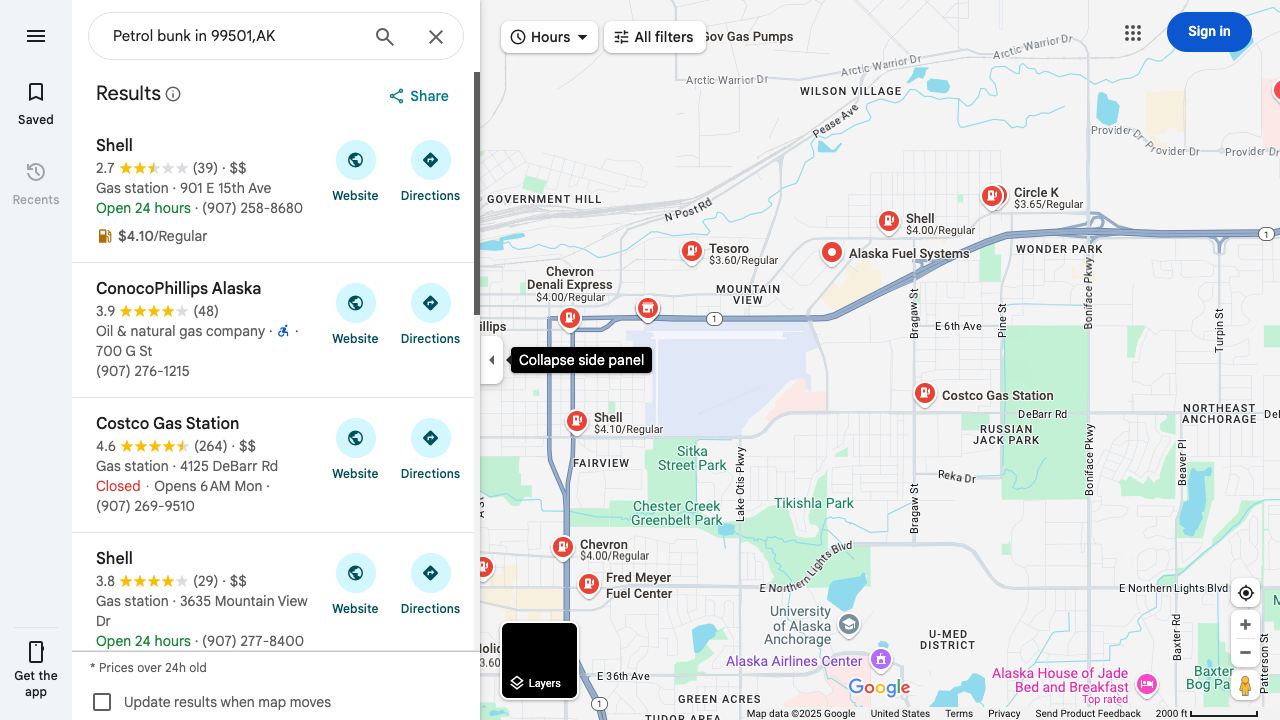 Petrol bunk in 99501,AK
Saved
Recents
Get the
app
Results
Share
Shell
2.7 (39) · $$
Gas station · 901 E 15th Ave
Open 24 hours · (907) 258-8682
$4.10/Regular
Website
Directions
ConocoPhillips Alaska
3.9 (48)
Oil & natural gas company ·  ·
700 G St
(907) 276-1215
Website
Directions
Costco Gas Station
4.6 (264) · $$
Gas station · 4125 DeBarr Rd
Closed · Opens 6 AM Mon ·
(907) 269-9510
Website
Directions
Shell
3.8 (29) · $$
Gas station · 3635 Mountain View
Dr
Open 24 hours · (907) 277-8400
Website
Directions
* Prices over 24h old
Update results when map moves
Hours
All filters
Gov Gas Pumps
Sign in
Arctic Warrior Dr
Arctic Warrior Dr
Arctic Warrior Dr
WILSON VILLAGE
Pease Ave
Provider Dr
Provider Dr
Provider Dr
GOVERNMENT HILL
N Post Rd
Circle K
$3.65/Regular
Shell
$4.00/Regular
Tesoro
$3.60/Regular
Alaska Fuel Systems
WONDER PARK
1
Chevron
Denali Express
$4.00/Regular
MOUNTAIN
VIEW
Bragaw St
Pine St
Boniface Pkwy
Turpin St
illips
1
E 6th Ave
Collapse side panel
Costco Gas Station
DeBarr Rd
Del
NORTHEAST
ANCHORAGE
Shell
$4.10/Regular
RUSSIAN
JACK PARK
FAIRVIEW
Sitka
Street Park
Lake Otis Pkwy
Boniface Pkwy
Beaver Pl
Reka Dr
Tikishla Park
Chester Creek
Greenbelt Park
A St
Bragaw St
Chevron
$4.00/Regular
E Northern Lights Blvd
E Northern Lights Blvd
Fred Meyer
Fuel Center
University
of Alaska
Anchorage
U-MED
DISTRICT
Baxter Rd
Patterson St
Holic
$3.60
Layers
Alaska Airlines Center
Alaska House of Jade
Bed and Breakfast
Top rated
Baxter
Bog Pa
E 36th Ave
GREEN ACRES
1
TUDOR AREA
Google
Map data ©2025 Google
United States
Terms
Privacy
Send Product Feedback
2000 ft